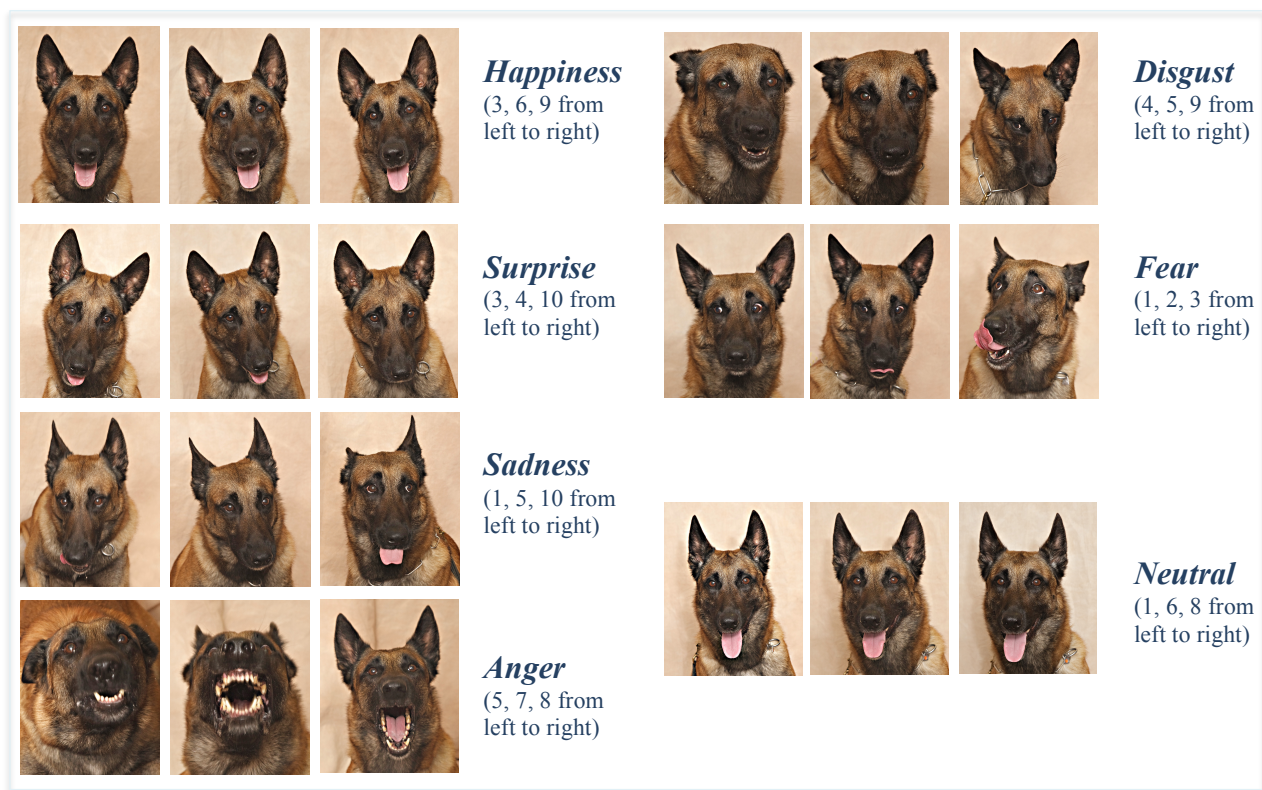 Happiness
(3, 6, 9 from
left to right)
Disgust
(4, 5, 9 from
left to right)
Surprise
(3, 4, 10 from
left to right)
Fear
(1, 2, 3 from
left to right)
Sadness
(1, 5, 10 from
left to right)
Neutral
(1, 6, 8 from
left to right)
Anger
(5, 7, 8 from
left to right)